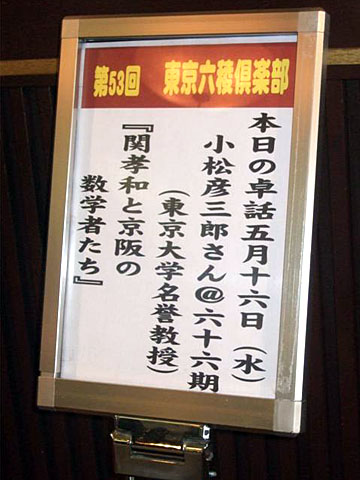 第53回 東京六稜倶楽部
本日の卓話五月十六日（水）
小松彦三郎さん@六十六期
（東京大学名誉教授）
『関孝和と京阪の
数学者たち』